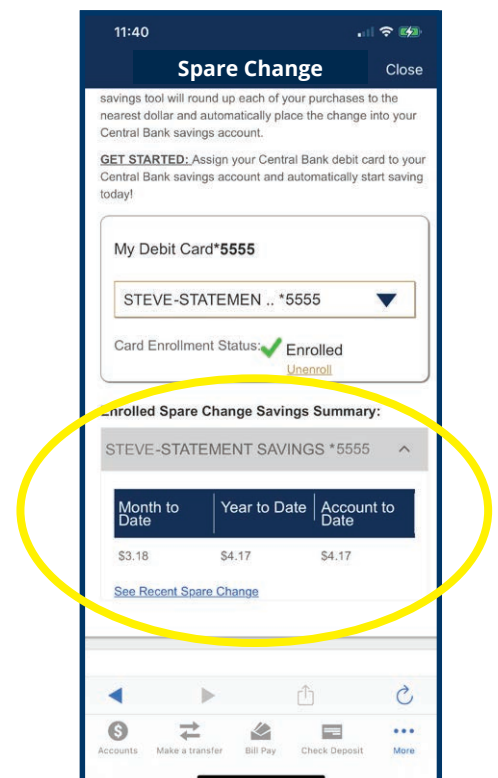 11:40
Spare Change
Close
savings tool will round up each of your purchases to the
nearest dollar and automatically place the change into your
Central Bank savings account.
GET STARTED: Assign your Central Bank debit card to your
Central Bank savings account and automatically start saving
today!
My Debit Card*5555
STEVE-STATEMEN .. *5555
Card Enrollment Status: Enrolled
Unenroll
Enrolled Spare Change Savings Summary:
STEVE-STATEMENT SAVINGS *5555
Month to Date Year to Date Account to Date
$3.18 $4.17 $4.17
See Recent Spare Change
Accounts Make a transfer Bill Pay Check Deposit More